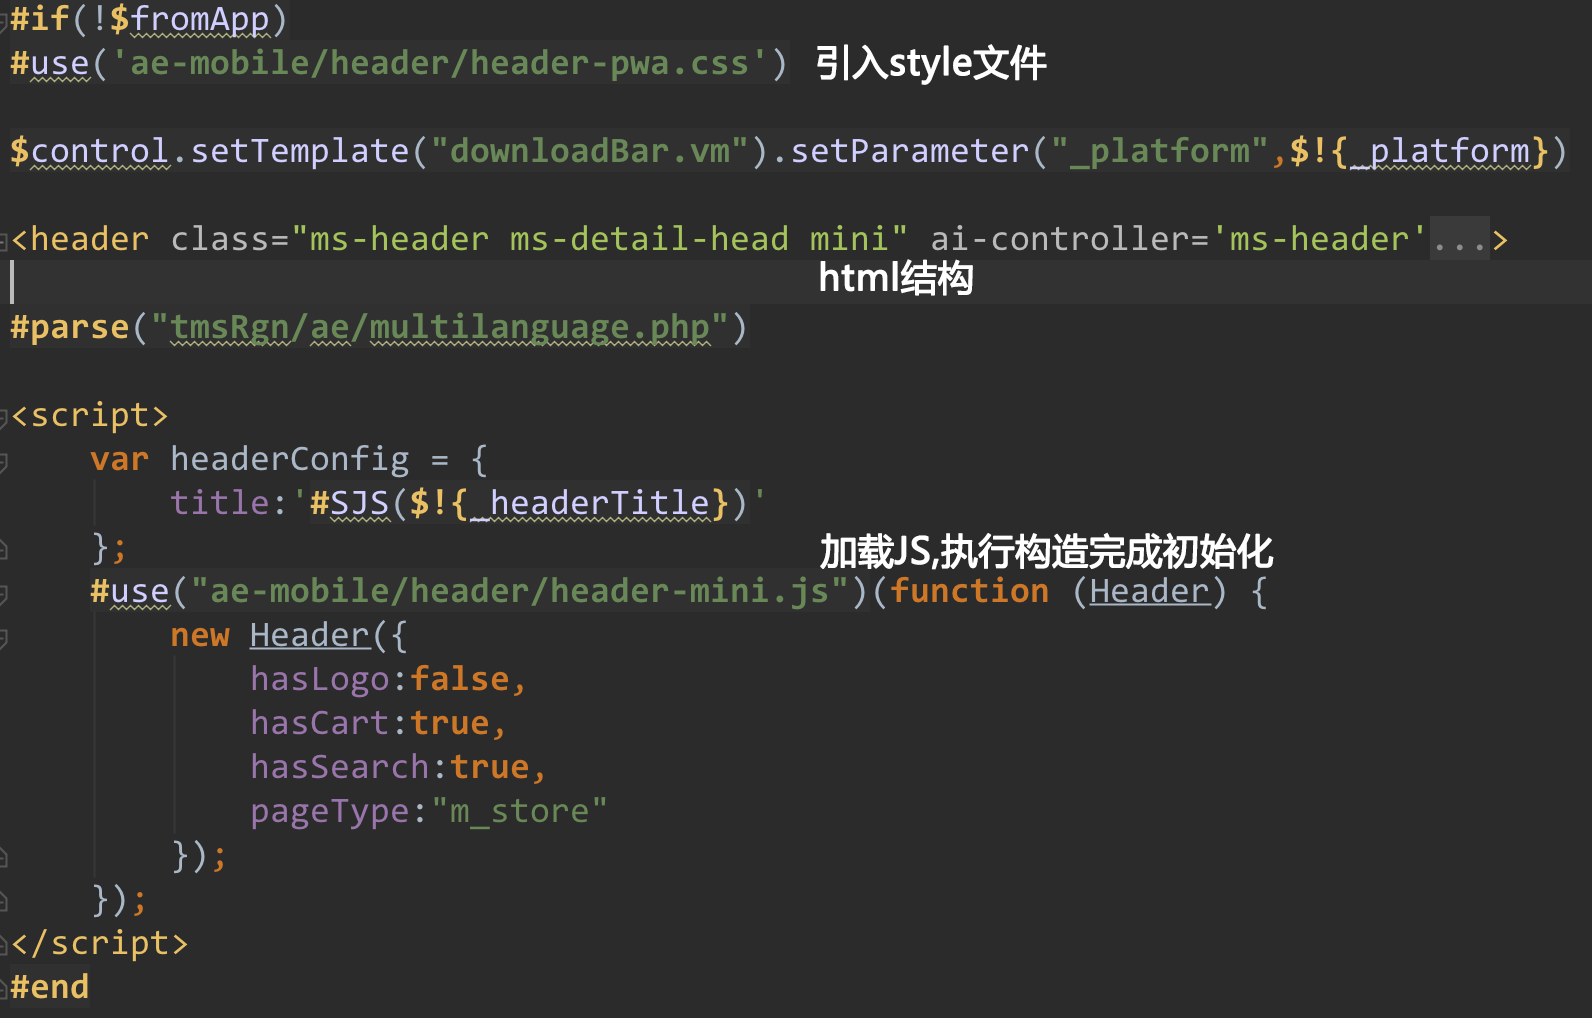 #if(!$fromApp)
#use('ae-mobile/header/header-pwa.css') 引入style文件
$control.setTemplate("downloadBar.vm").setParameter("_platform",$!{_platform})
<header class="ms-header ms-detail-head mini" ai-controller='ms-header'...>
html结构
#parse("tmsRgn/ae/multilanguage.php")
<script>
var headerConfig = {
title:'#SJS($!{_headerTitle})'
};
加载JS,执行构造完成初始化
#use("ae-mobile/header/header-mini.js")(function (Header) {
new Header({
hasLogo:false,
hasCart:true,
hasSearch:true,
pageType:"m_store"
});
});
</script>
#end